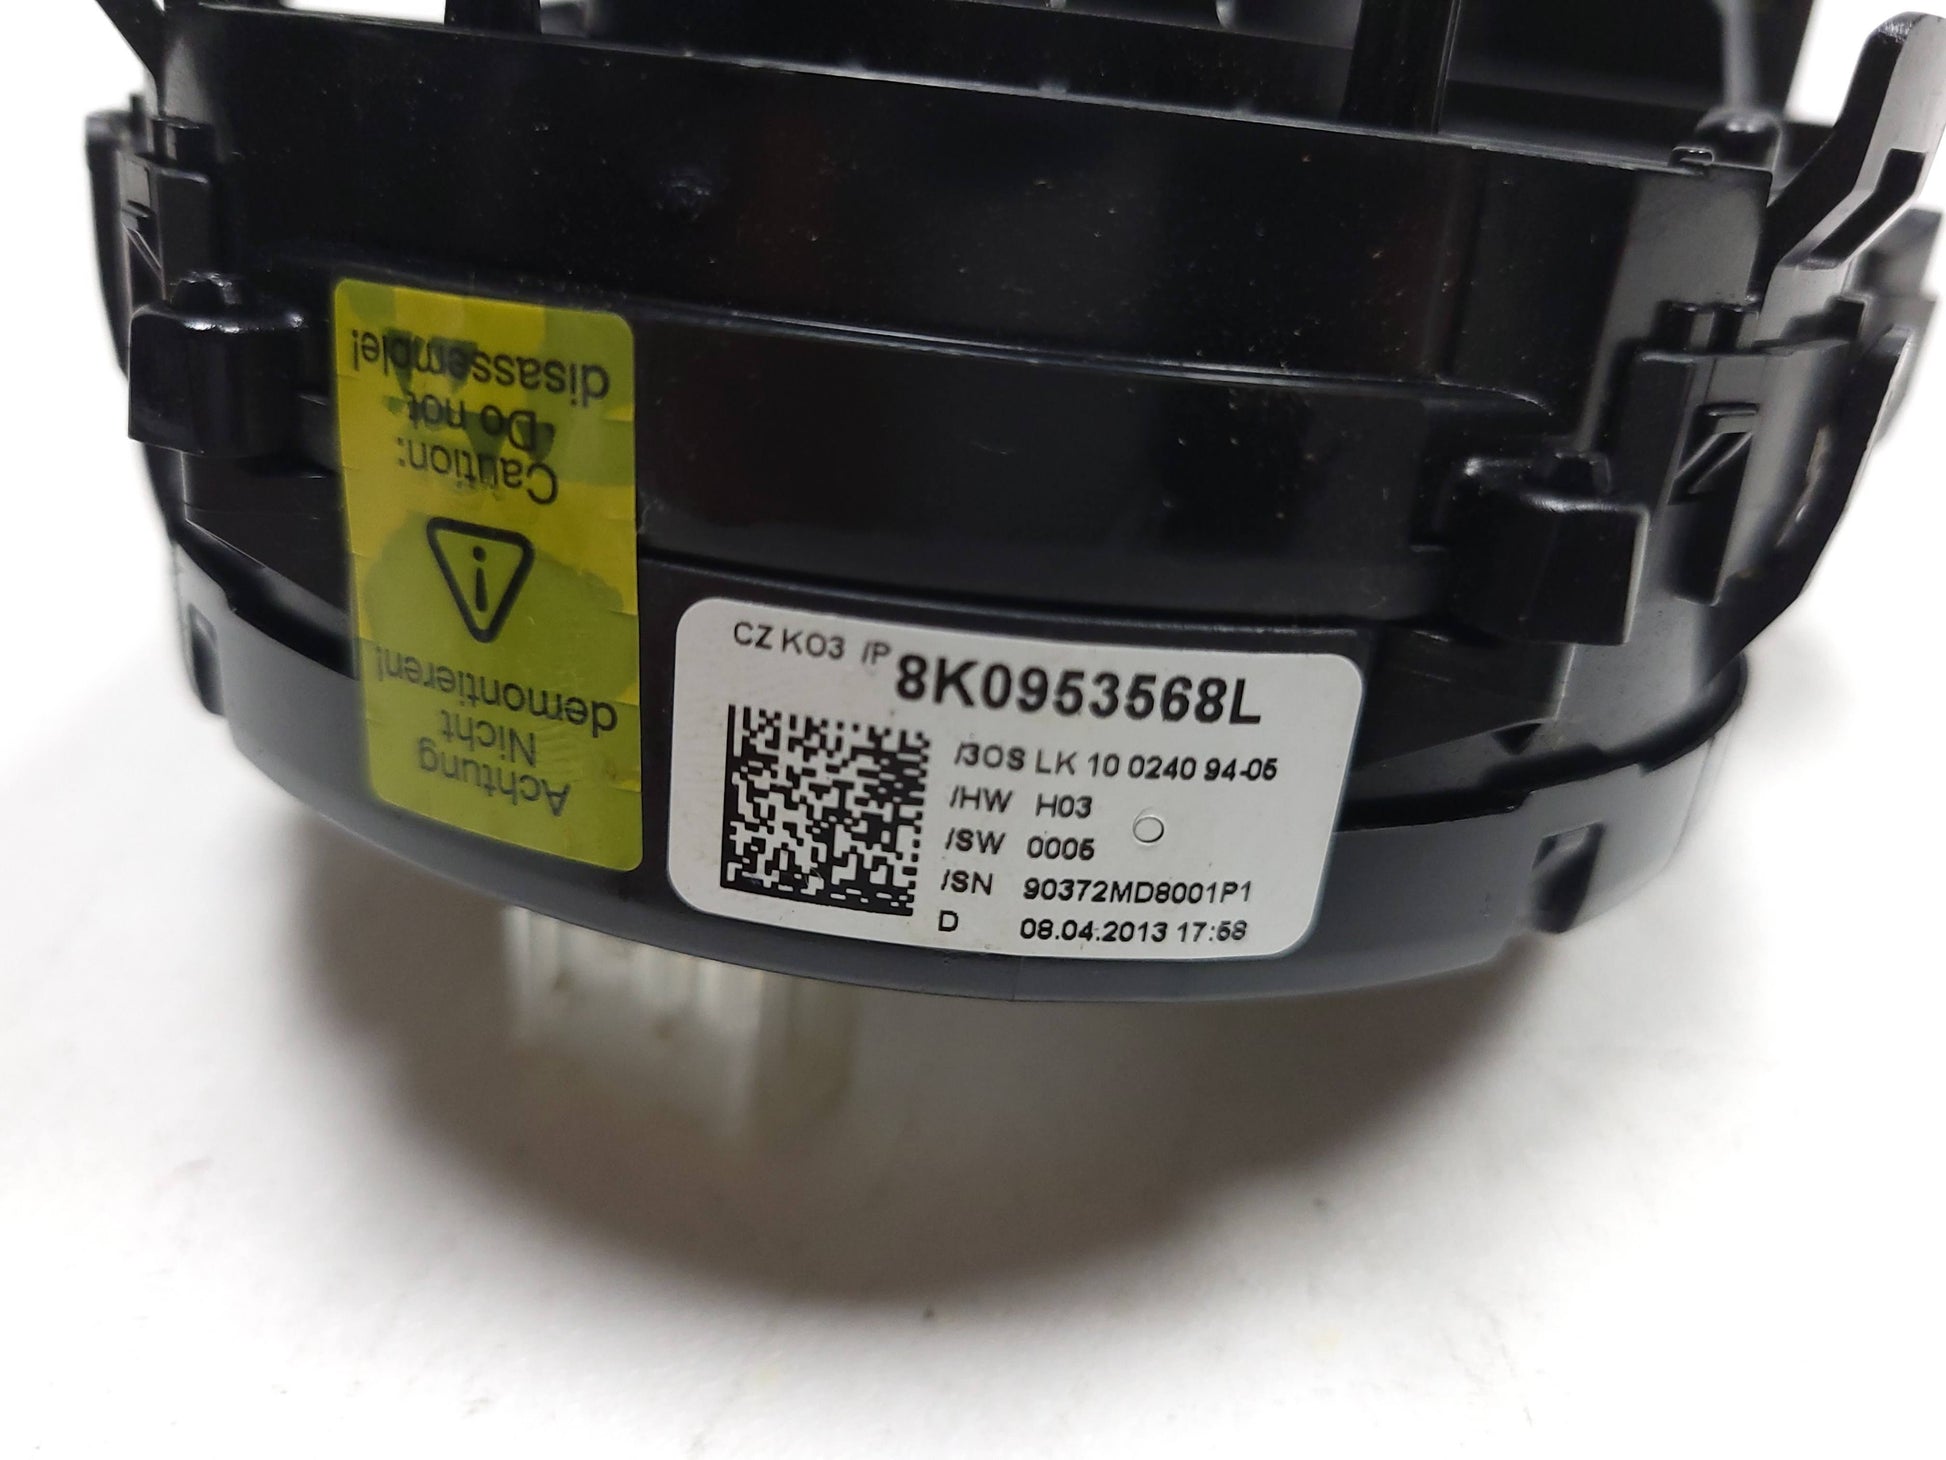 Achtung
Nicht
demontieren!
i
Caution:
Do not
disassemble!
CZ KO3 /P 8K0953568L
/3OS LK 10 0240 94-05
/HW H03
/SW 0005
/SN 90372MD8001P1
D 08.04.2013 17:58